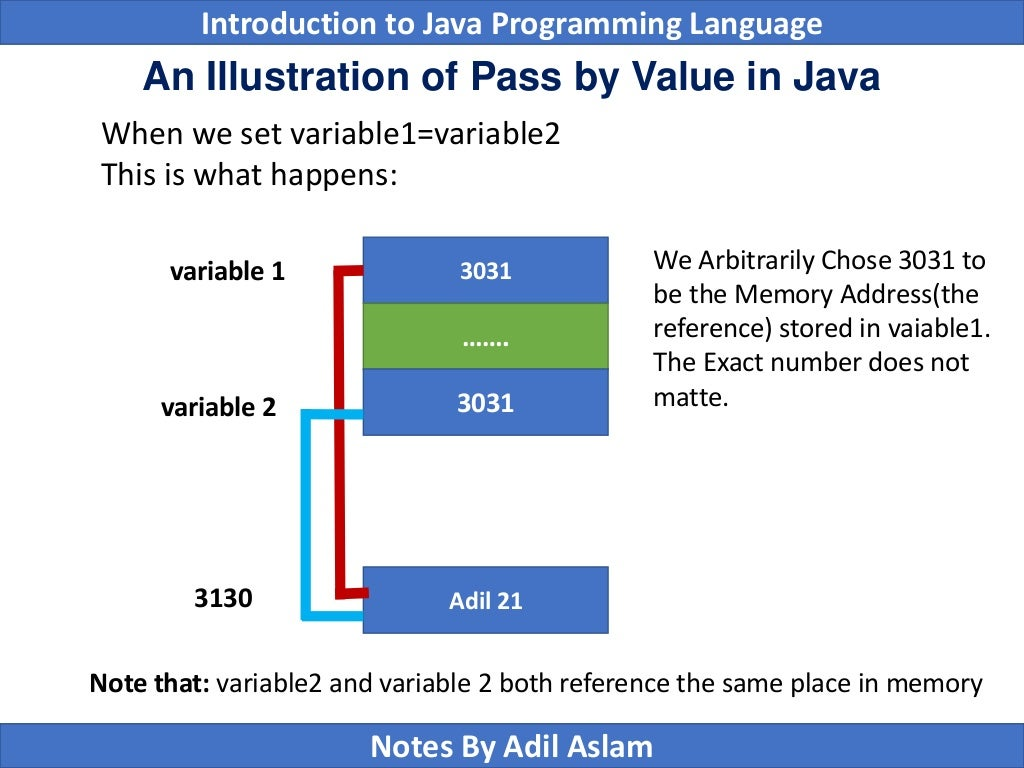 Introduction to Java Programming Language
An Illustration of Pass by Value in Java
When we set variable1=variable2
This is what happens:
variable 1
3031
…….
variable 2
3031
We Arbitrarily Chose 3031 to
be the Memory Address(the
reference) stored in vaiable1.
The Exact number does not
matte.
3130
Adil 21
Note that: variable2 and variable 2 both reference the same place in memory
Notes By Adil Aslam